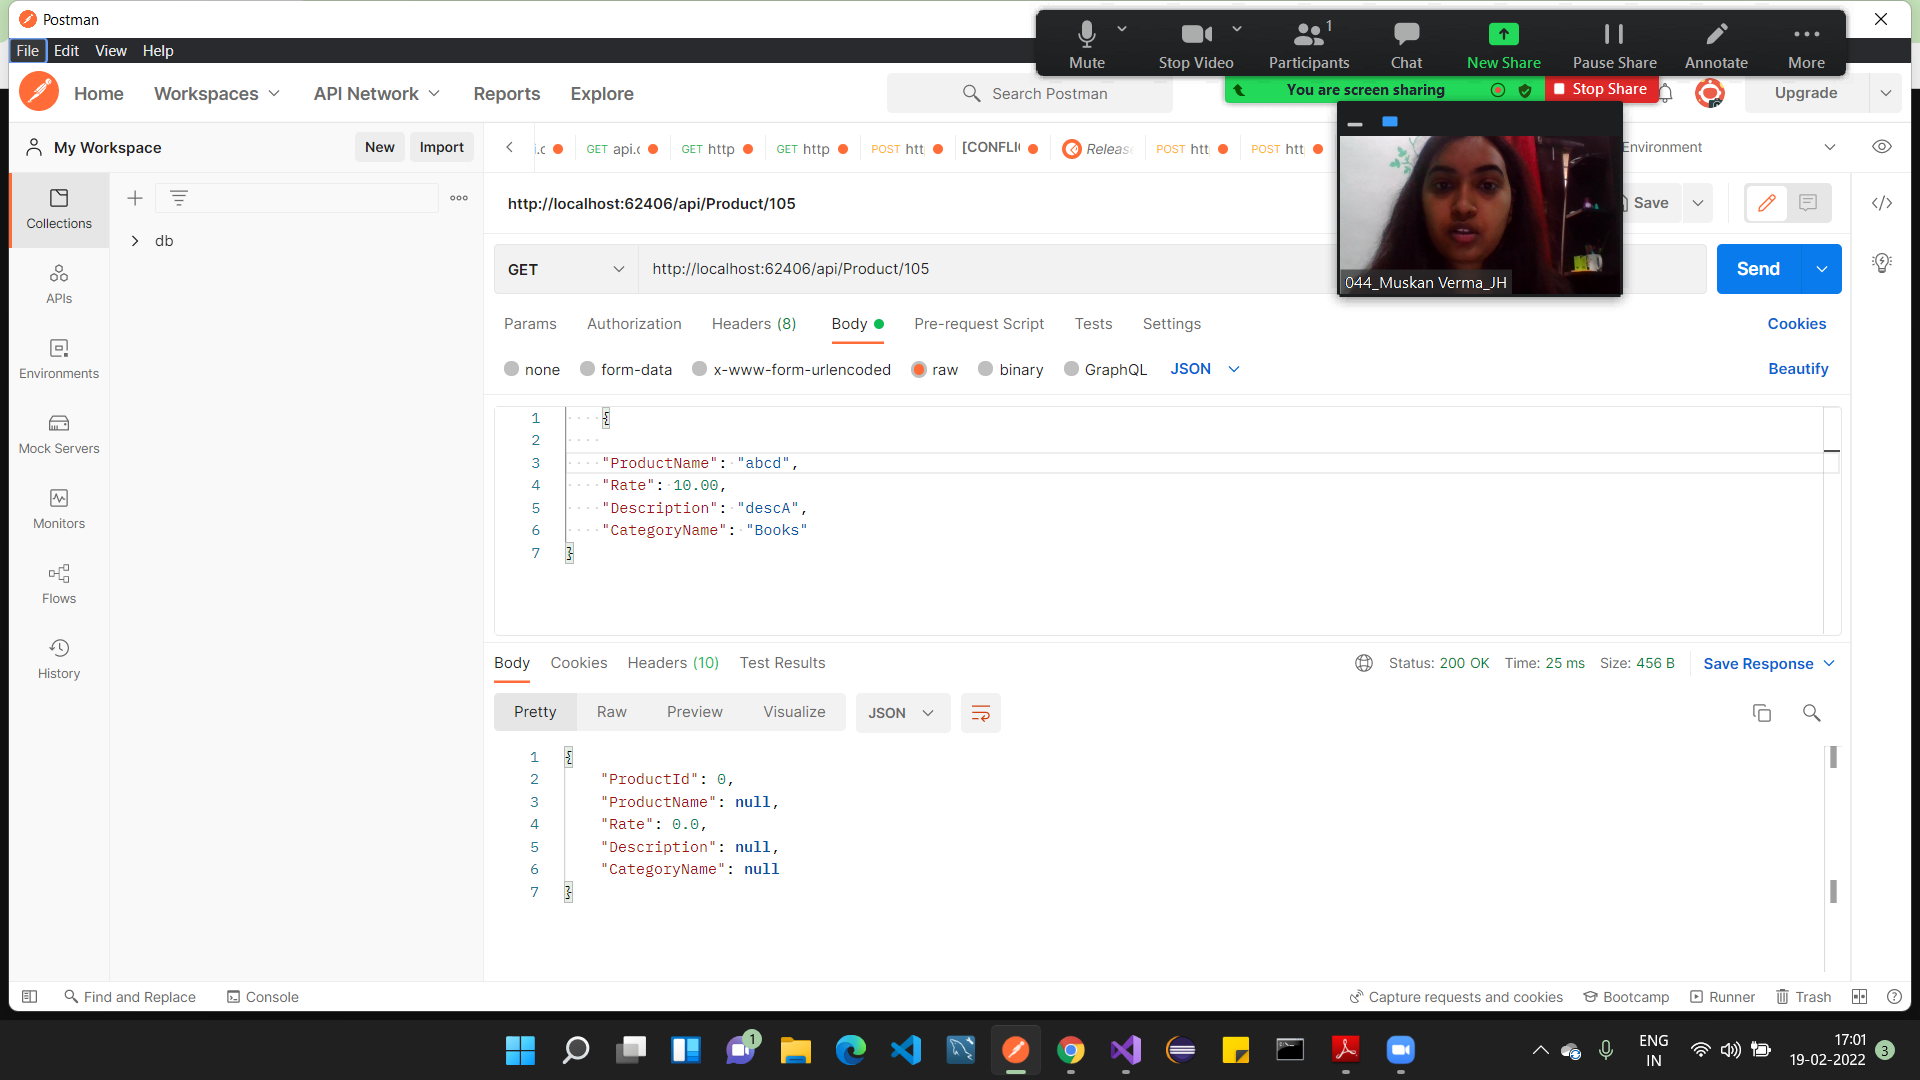 Postman
File Edit View Help
Mute Stop Video Participants 1 Chat New Share Pause Share Annotate More
You are screen sharing Stop Share
Home Workspaces API Network Reports Explore Search Postman Upgrade
My Workspace New Import
GET api.c GET http GET http POST htt [CONFLI Release POST htt POST htt Environment
Collections
APIs
Environments
Mock Servers
Monitors
Flows
History
db
http://localhost:62406/api/Product/105 Save
044_Muskan Verma_JH
GET http://localhost:62406/api/Product/105 Send
Params Authorization Headers (8) Body Pre-request Script Tests Settings Cookies
none form-data x-www-form-urlencoded raw binary GraphQL JSON Beautify
1 {
2
3 "ProductName": "abcd",
4 "Rate": 10.00,
5 "Description": "descA",
6 "CategoryName": "Books"
7 }
Body Cookies Headers (10) Test Results Status: 200 OK Time: 25 ms Size: 456 B Save Response
Pretty Raw Preview Visualize JSON
1 {
2 "ProductId": 0,
3 "ProductName": null,
4 "Rate": 0.0,
5 "Description": null,
6 "CategoryName": null
7 }
Find and Replace Console Capture requests and cookies Bootcamp Runner Trash
1
ENG
IN
17:01
19-02-2022
3